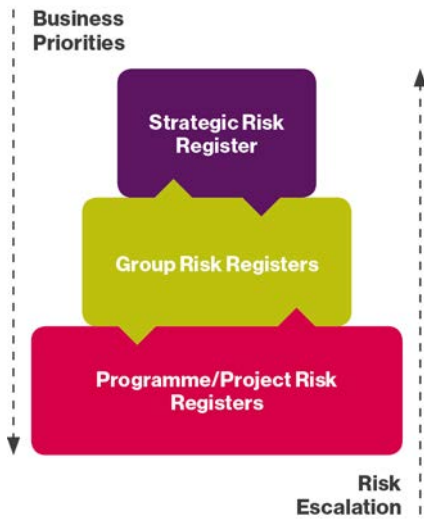 Business
Priorities
Strategic Risk
Register
Group Risk Registers
Programme/Project Risk
Registers
Risk
Escalation